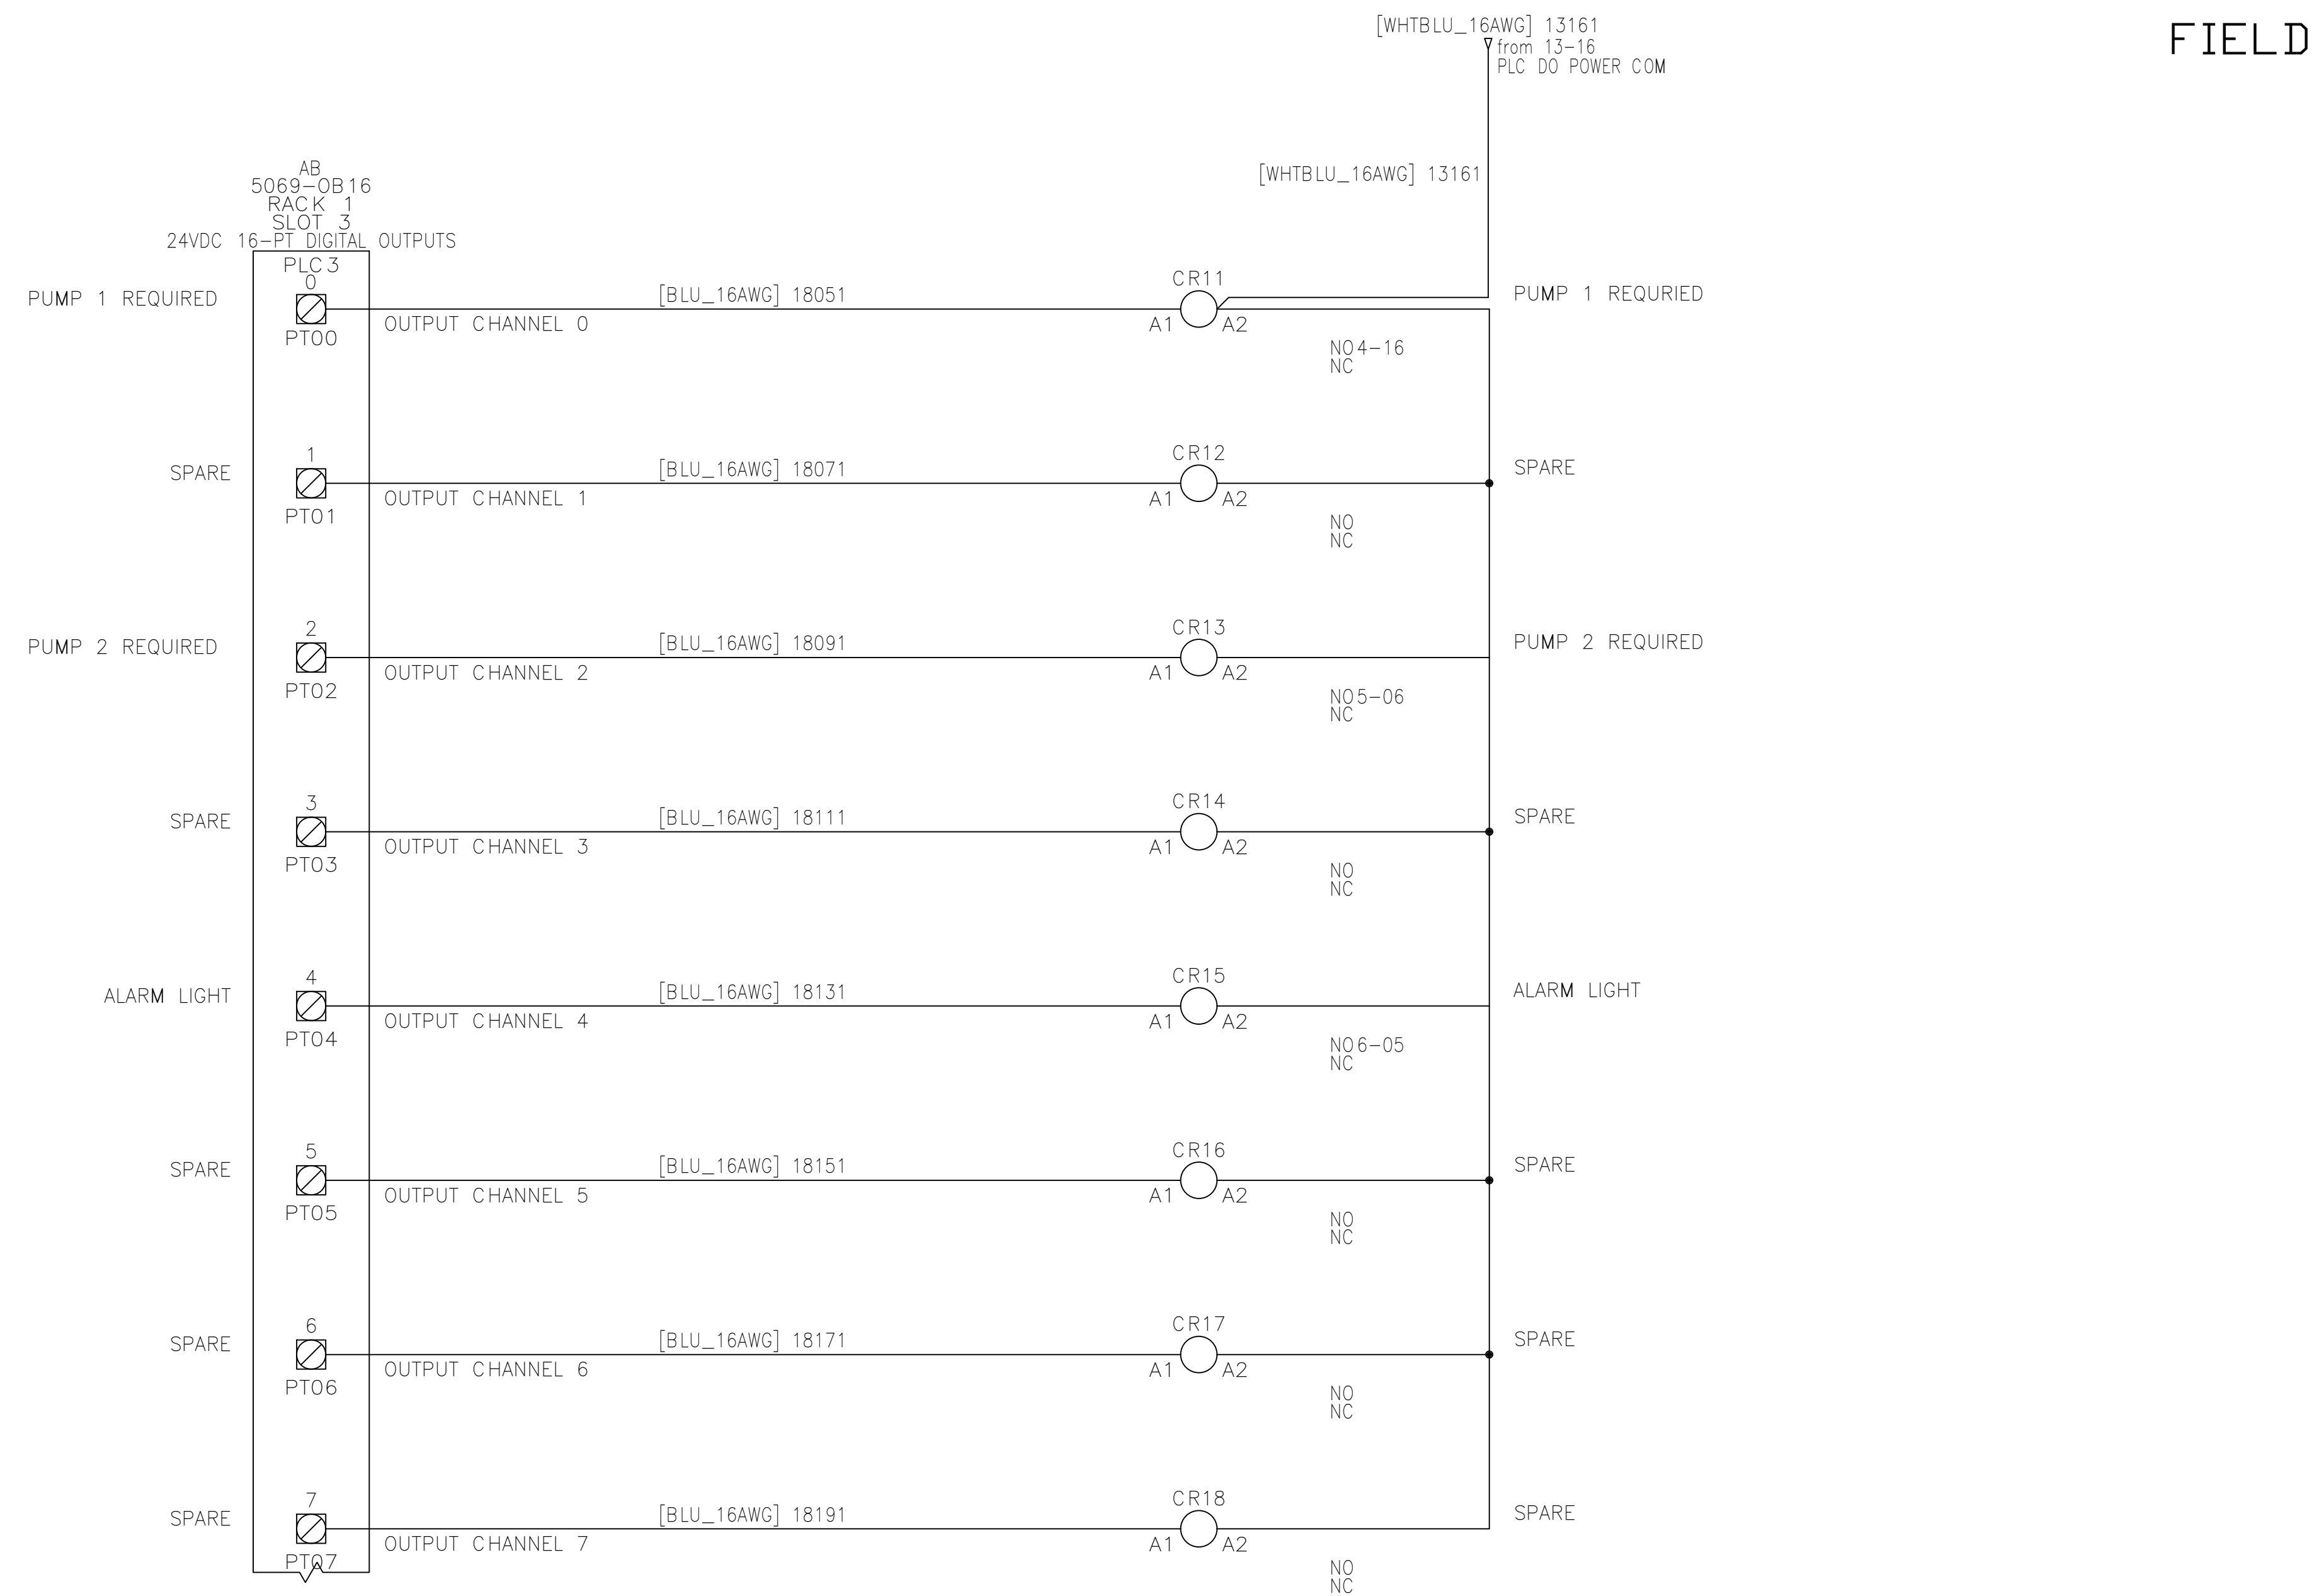 [WHTBLU_16AWG] 13161
from 13-16
PLC DO POWER COM
FIELD
[WHTBLU_16AWG] 13161
AB
5069-OB16
RACK 1
SLOT 3
24VDC 16-PT DIGITAL OUTPUTS
PLC3
PUMP 1 REQUIRED
0
PT00
[BLU_16AWG] 18051
OUTPUT CHANNEL 0
CR11
A1 A2
NO4-16
NC
PUMP 1 REQURIED
SPARE
1
PT01
[BLU_16AWG] 18071
OUTPUT CHANNEL 1
CR12
A1 A2
NO
NC
SPARE
PUMP 2 REQUIRED
2
PT02
[BLU_16AWG] 18091
OUTPUT CHANNEL 2
CR13
A1 A2
NO5-06
NC
PUMP 2 REQUIRED
SPARE
3
PT03
[BLU_16AWG] 18111
OUTPUT CHANNEL 3
CR14
A1 A2
NO
NC
SPARE
ALARM LIGHT
4
PT04
[BLU_16AWG] 18131
OUTPUT CHANNEL 4
CR15
A1 A2
NO6-05
NC
ALARM LIGHT
SPARE
5
PT05
[BLU_16AWG] 18151
OUTPUT CHANNEL 5
CR16
A1 A2
NO
NC
SPARE
SPARE
6
PT06
[BLU_16AWG] 18171
OUTPUT CHANNEL 6
CR17
A1 A2
NO
NC
SPARE
SPARE
7
PT07
[BLU_16AWG] 18191
OUTPUT CHANNEL 7
CR18
A1 A2
NO
NC
SPARE